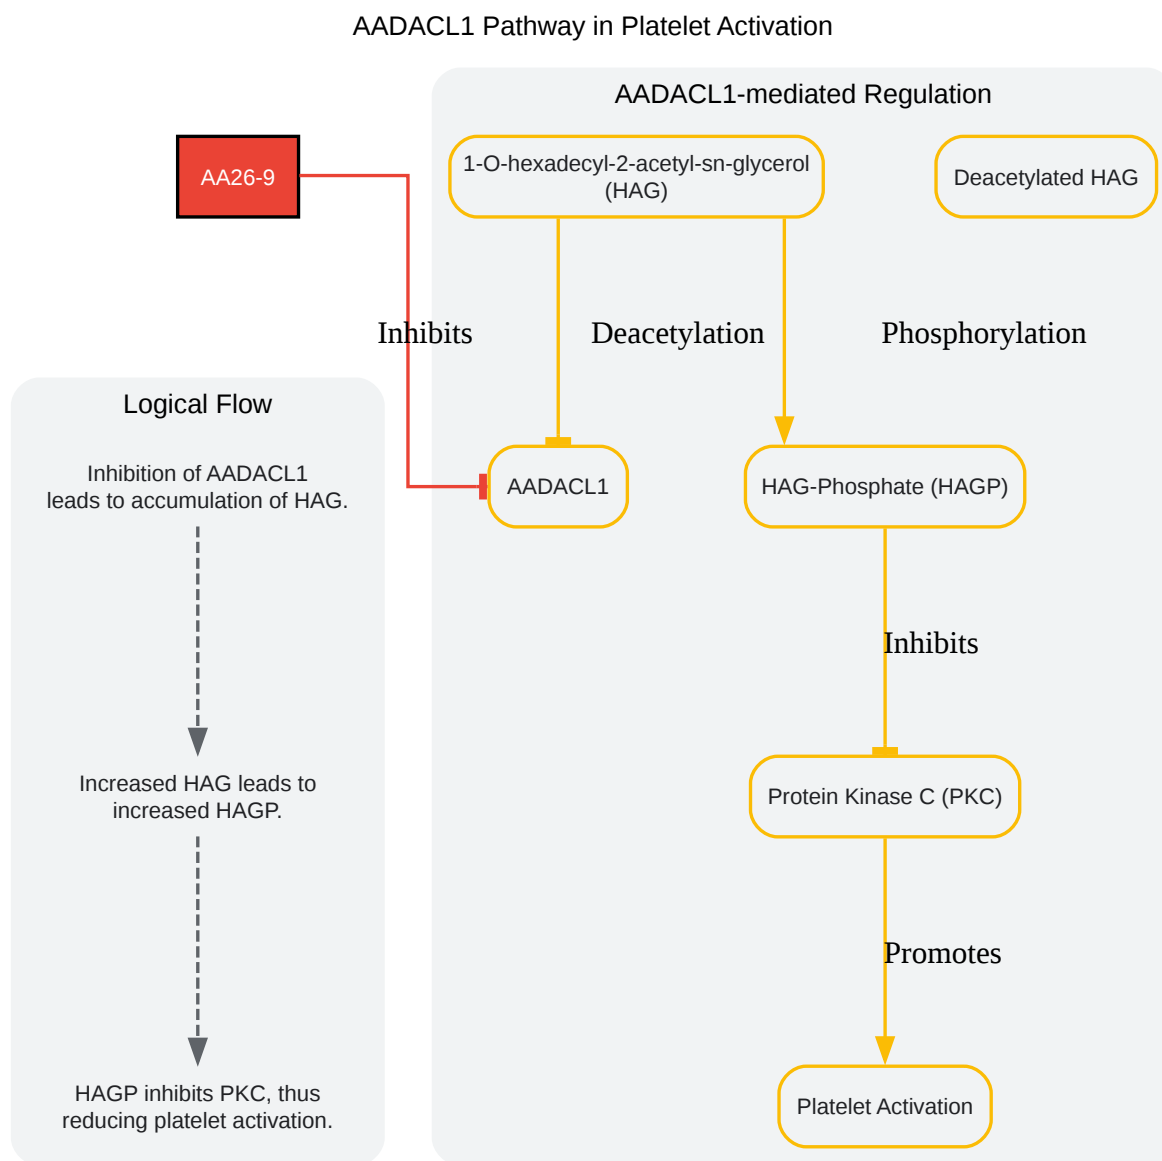 AADACL1 Pathway in Platelet Activation
AADACL1-mediated Regulation
AA26-9
1-O-hexadecyl-2-acetyl-sn-glycerol
(HAG)
Deacetylated HAG
Inhibits
Deacetylation
Phosphorylation
Logical Flow
Inhibition of AADACL1
leads to accumulation of HAG.
AADACL1
HAG-Phosphate (HAGP)
Inhibits
Increased HAG leads to
increased HAGP.
Protein Kinase C (PKC)
Promotes
HAGP inhibits PKC, thus
reducing platelet activation.
Platelet Activation